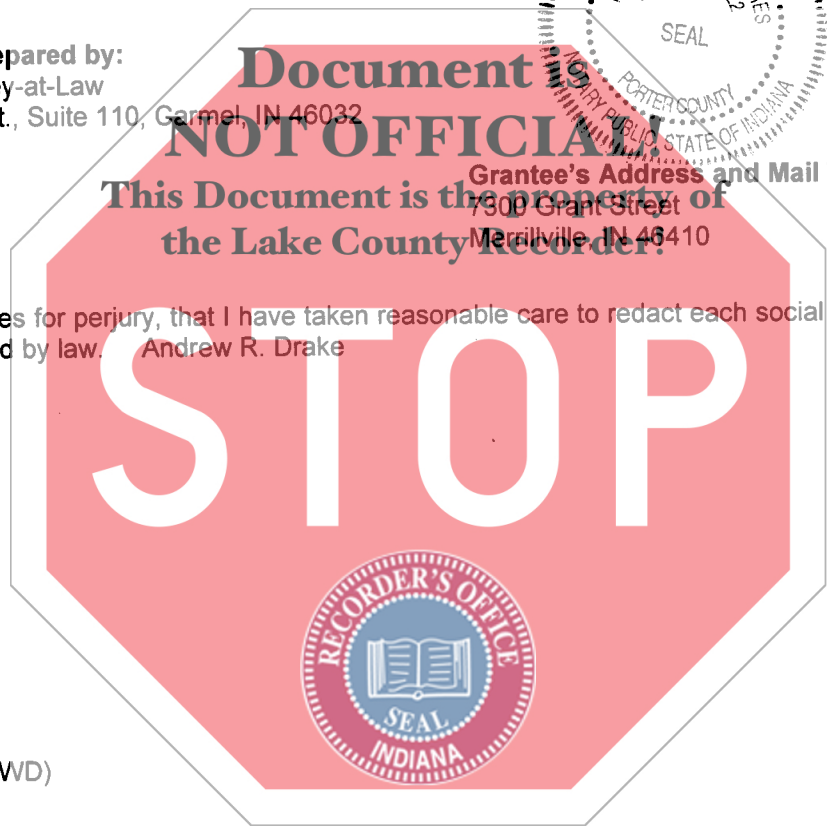 epared by:
y-at-Law
t., Suite 110, Carmel, IN 46032
SEAL
PORTER COUNTY
NOTARY PUBLIC, STATE OF INDIANA
Document is
NOT OFFICIAL!
This Document is the property of
the Lake County Recorder!
Grantee's Address and Mail
7300 Grant Street
Merrillville, IN 46410
es for perjury, that I have taken reasonable care to redact each social
d by law. Andrew R. Drake
STOP
RECORDER'S OFFICE
SEAL
INDIANA
WD)